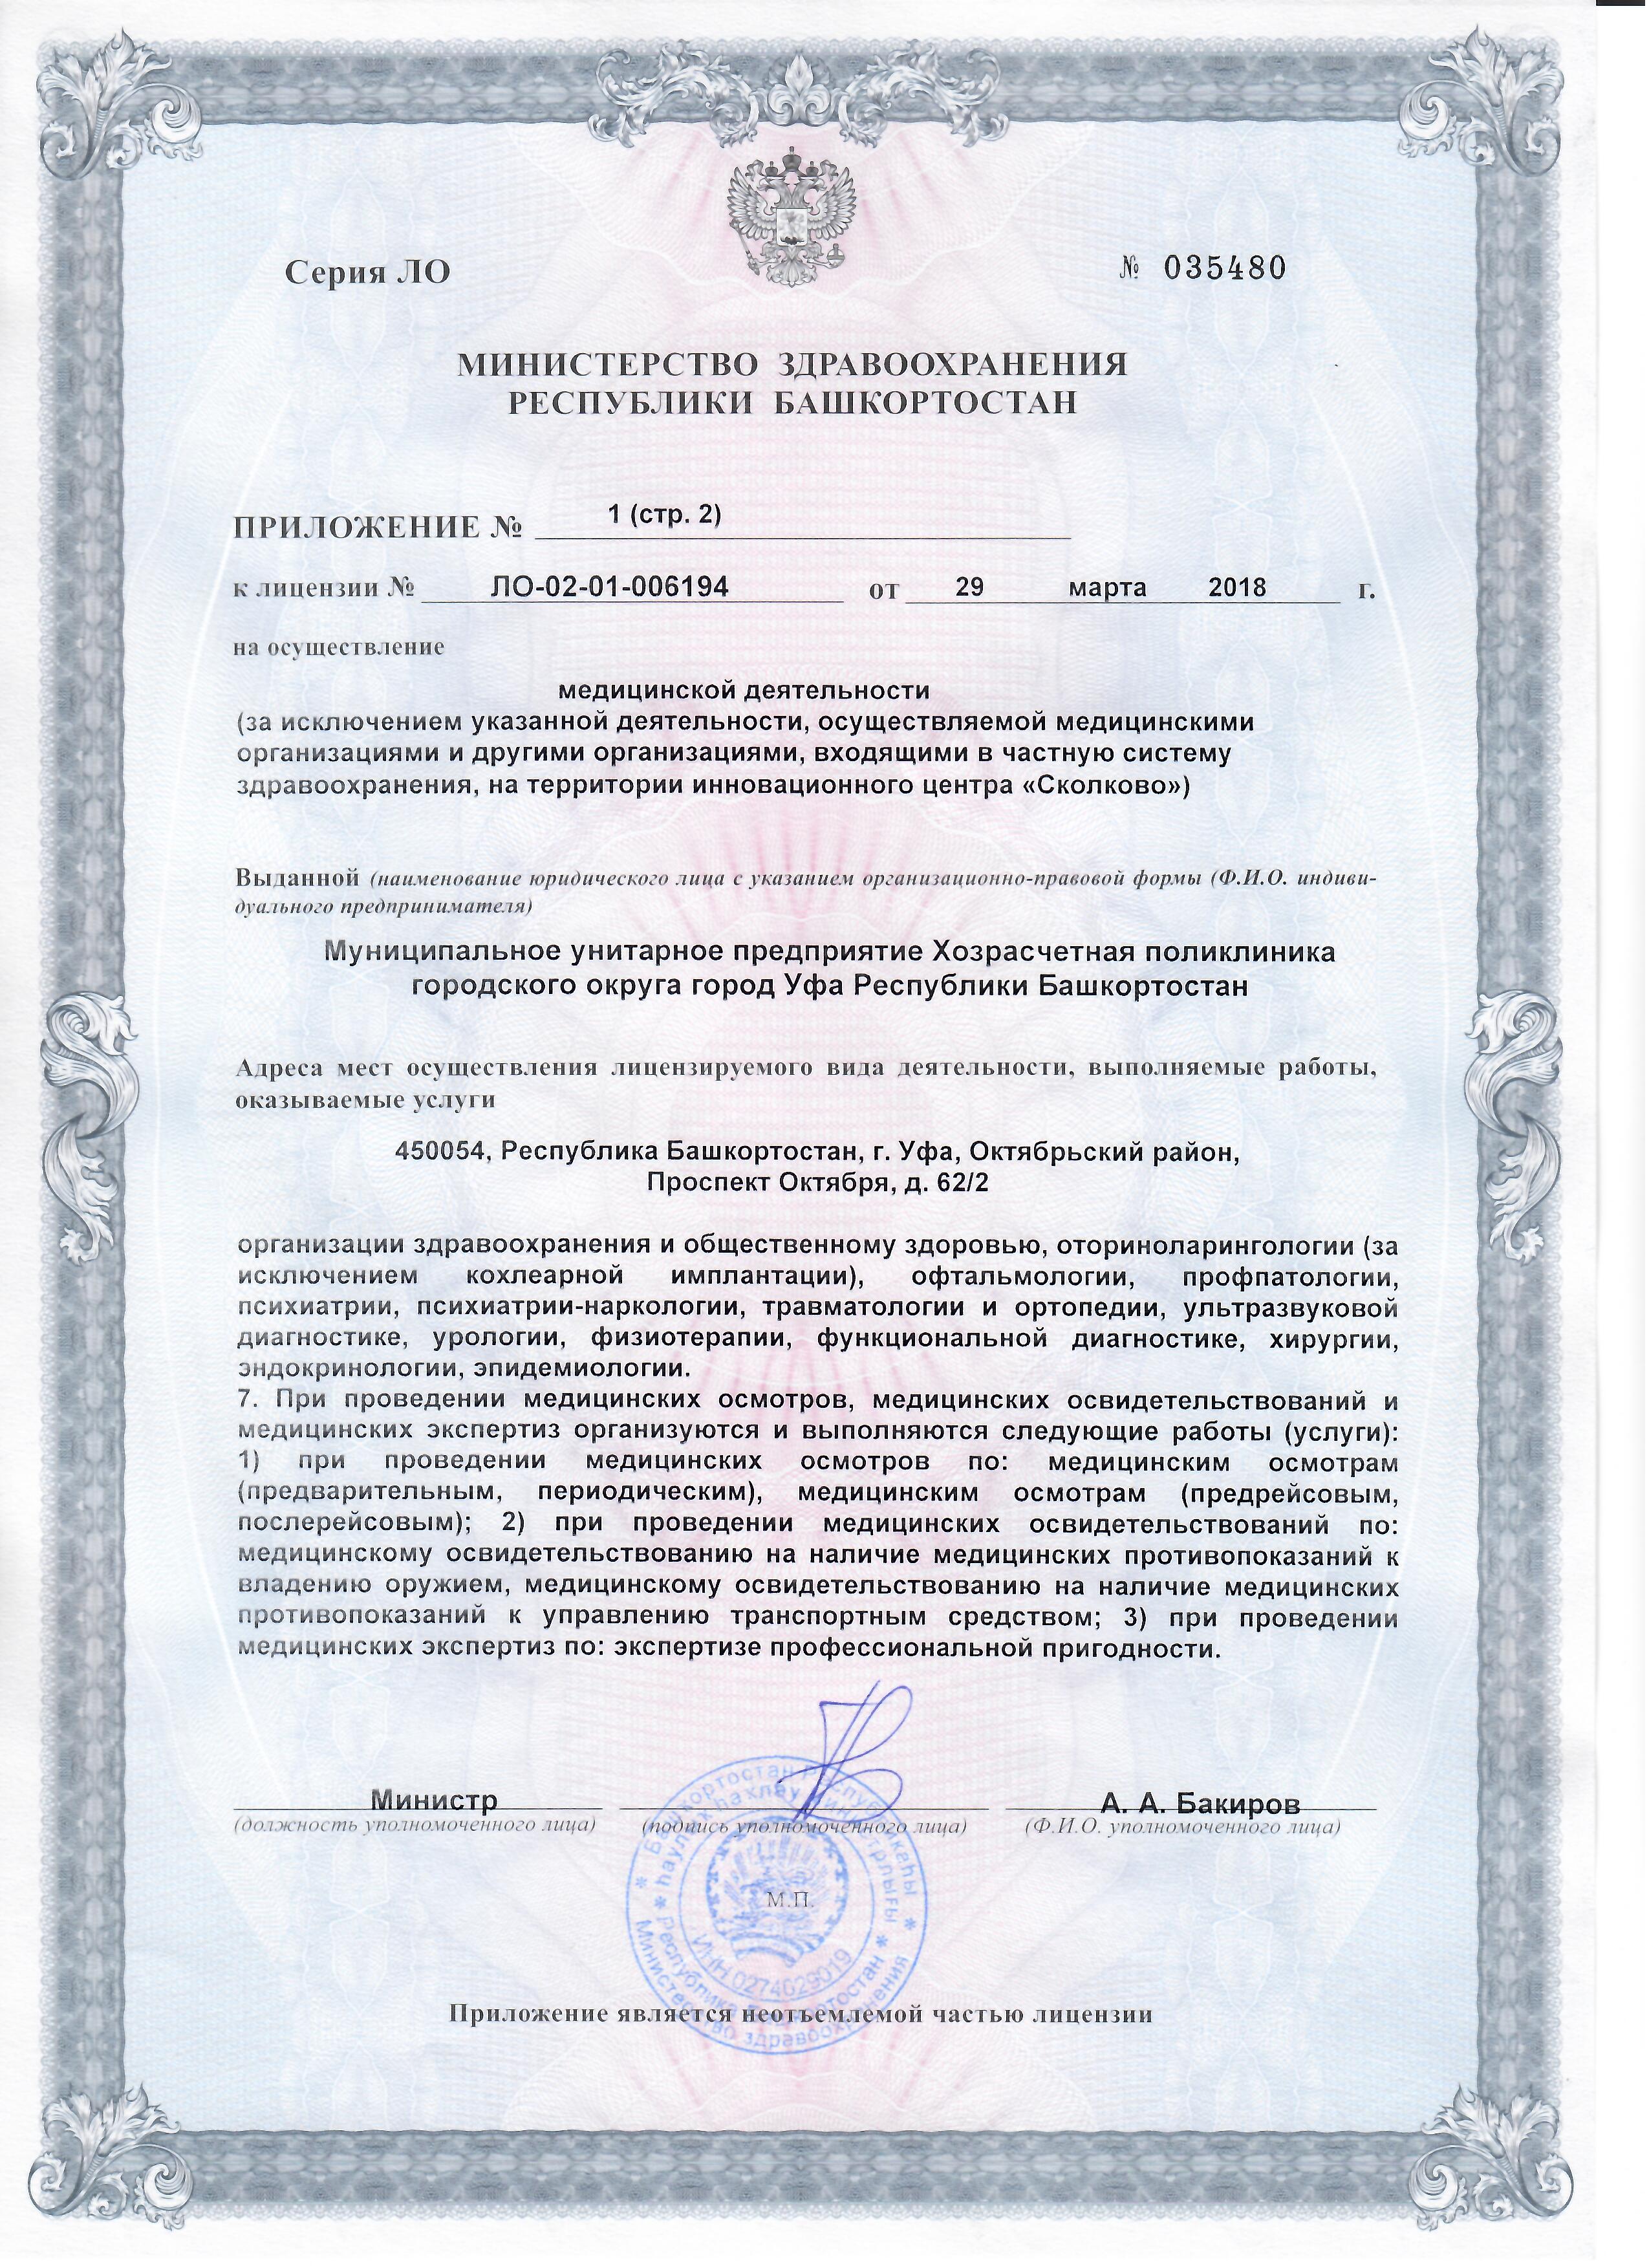 Серия ЛО
№ 035480
МИНИСТЕРСТВО ЗДРАВООХРАНЕНИЯ
РЕСПУБЛИКИ БАШКОРТОСТАН
ПРИЛОЖЕНИЕ № 1 (стр. 2)
к лицензии № ЛО-02-01-006194 от 29 марта 2018 г.
на осуществление
медицинской деятельности
(за исключением указанной деятельности, осуществляемой медицинскими
организациями и другими организациями, входящими в частную систему
здравоохранения, на территории инновационного центра «Сколково»)
Выданной (наименование юридического лица с указанием организационно-правовой формы (Ф.И.О. индиви-
дуального предпринимателя)
Муниципальное унитарное предприятие Хозрасчетная поликлиника
городского округа город Уфа Республики Башкортостан
Адреса мест осуществления лицензируемого вида деятельности, выполняемые работы,
оказываемые услуги
450054, Республика Башкортостан, г. Уфа, Октябрьский район,
Проспект Октября, д. 62/2
организации здравоохранения и общественному здоровью, оториноларингологии (за
исключением кохлеарной имплантации), офтальмологии, профпатологии,
психиатрии, психиатрии-наркологии, травматологии и ортопедии, ультразвуковой
диагностике, урологии, физиотерапии, функциональной диагностике, хирургии,
эндокринологии, эпидемиологии.
7. При проведении медицинских осмотров, медицинских освидетельствований и
медицинских экспертиз организуются и выполняются следующие работы (услуги):
1) при проведении медицинских осмотров по: медицинским осмотрам
(предварительным, периодическим), медицинским осмотрам (предрейсовым,
послерейсовым); 2) при проведении медицинских освидетельствований по:
медицинскому освидетельствованию на наличие медицинских противопоказаний к
владению оружием, медицинскому освидетельствованию на наличие медицинских
противопоказаний к управлению транспортным средством; 3) при проведении
медицинских экспертиз по: экспертизе профессиональной пригодности.
Министр
А. А. Бакиров
(должность уполномоченного лица)
(подпись уполномоченного лица)
(Ф.И.О. уполномоченного лица)
Башкортостан Республикаһы
һаулыҡ һаҡлау министрлығы
М.П.
ИНН 0274029019
Республика Башкортостан
Министерство здравоохранения
Приложение является неотъемлемой частью лицензии